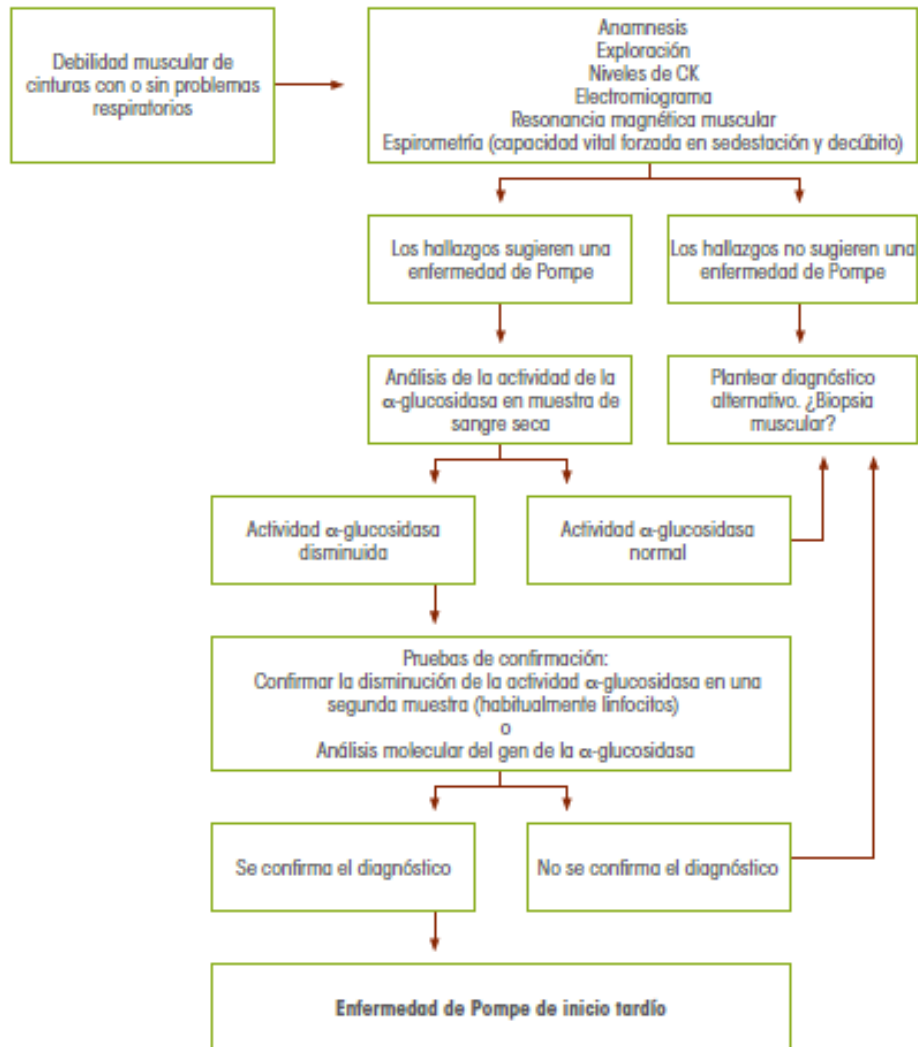 Debilidad muscular de
cinturas con o sin problemas
respiratorios
Anamnesis
Exploración
Niveles de CK
Electromiograma
Resonancia magnética muscular
Espirometría (capacidad vital forzada en sedestación y decúbito)
Los hallazgos sugieren una
enfermedad de Pompe
Los hallazgos no sugieren una
enfermedad de Pompe
Análisis de la actividad de la
α-glucosidasa en muestra de
sangre seca
Plantear diagnóstico
alternativo. ¿Biopsia
muscular?
Actividad α-glucosidasa
disminuida
Actividad α-glucosidasa
normal
Pruebas de confirmación:
Confirmar la disminución de la actividad α-glucosidasa en una
segunda muestra (habitualmente linfocitos)
o
Análisis molecular del gen de la α-glucosidasa
Se confirma el diagnóstico
No se confirma el diagnóstico
Enfermedad de Pompe de inicio tardío